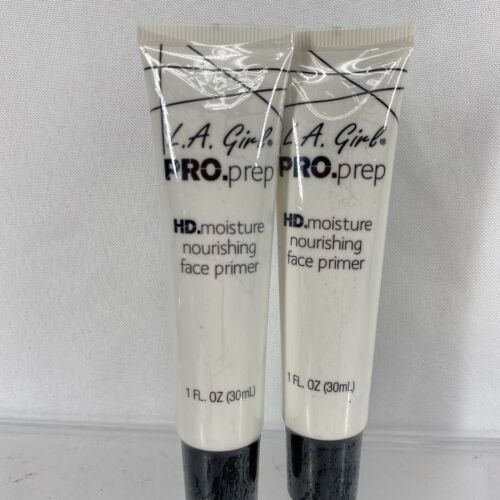 L.A. Girl®
PRO.prep
HD.moisture
nourishing
face primer
1 FL. OZ (30mL)
L.A. Girl®
PRO.prep
HD.moisture
nourishing
face primer
1 FL. OZ (30mL)